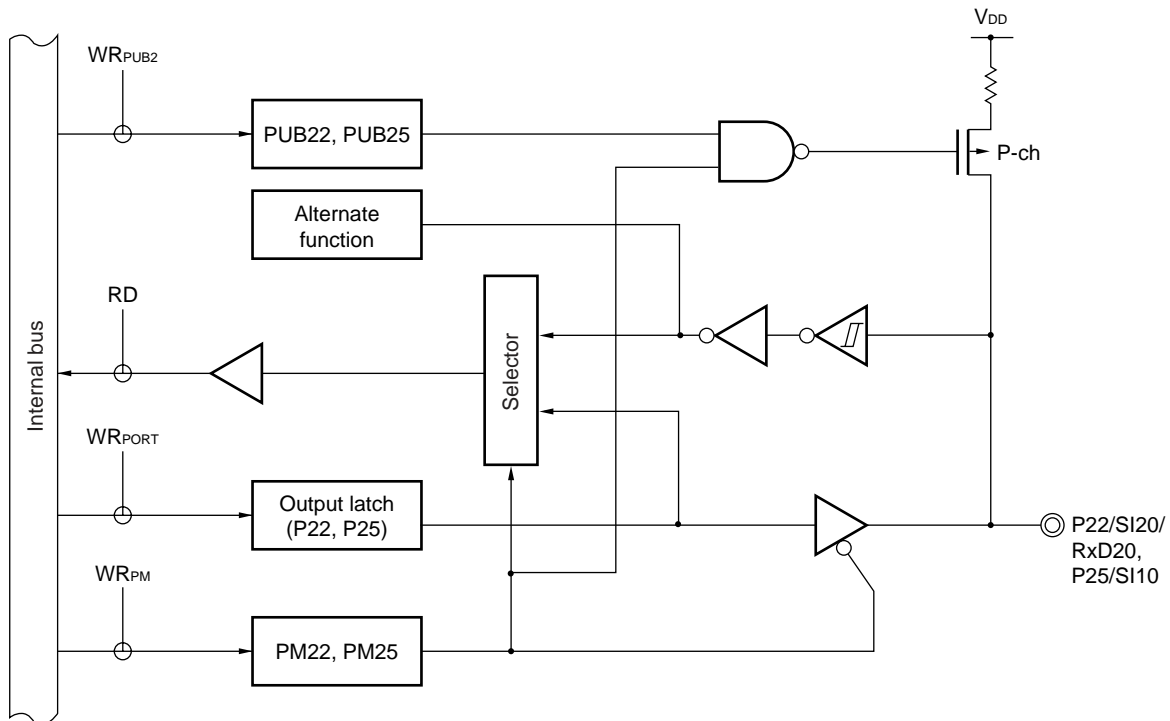 VDD
WRPUB2
PUB22, PUB25
P-ch
Alternate
function
RD
Internal bus
Selector
WRPORT
Output latch
(P22, P25)
P22/SI20/
RxD20,
P25/SI10
WRPM
PM22, PM25